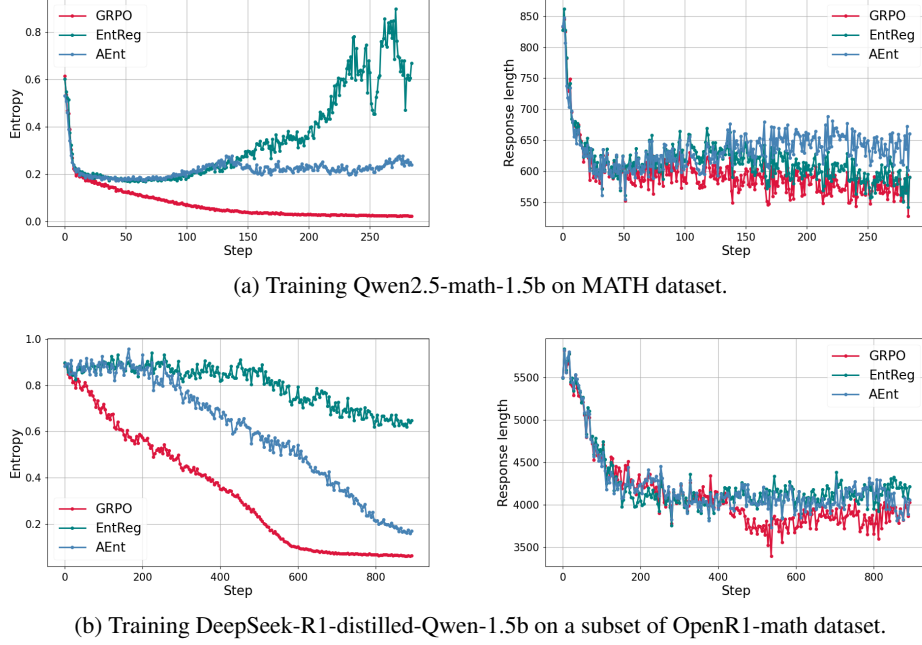 GRPO
EntReg
AEnt
0.8
0.6
0.4
0.2
0.0
Entropy
0 50 100 150 200 250
Step
GRPO
EntReg
AEnt
850
800
750
700
650
600
550
Response length
0 50 100 150 200 250
Step
(a) Training Qwen2.5-math-1.5b on MATH dataset.
1.0
0.8
0.6
0.4
0.2
Entropy
GRPO
EntReg
AEnt
0 200 400 600 800
Step
GRPO
EntReg
AEnt
5500
5000
4500
4000
3500
Response length
0 200 400 600 800
Step
(b) Training DeepSeek-R1-distilled-Qwen-1.5b on a subset of OpenR1-math dataset.